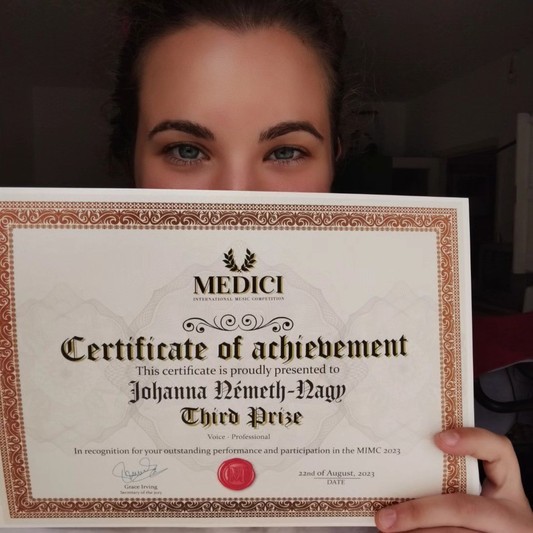 MEDICI
INTERNATIONAL MUSIC COMPETITION
Certificate of achievement
This certificate is proudly presented to
Johanna Németh-Nagy
Third Prize
Voice - Professional
In recognition for your outstanding performance and participation in the MIMC 2023
Grace Irving
Secretary of the jury
22nd of August, 2023
DATE